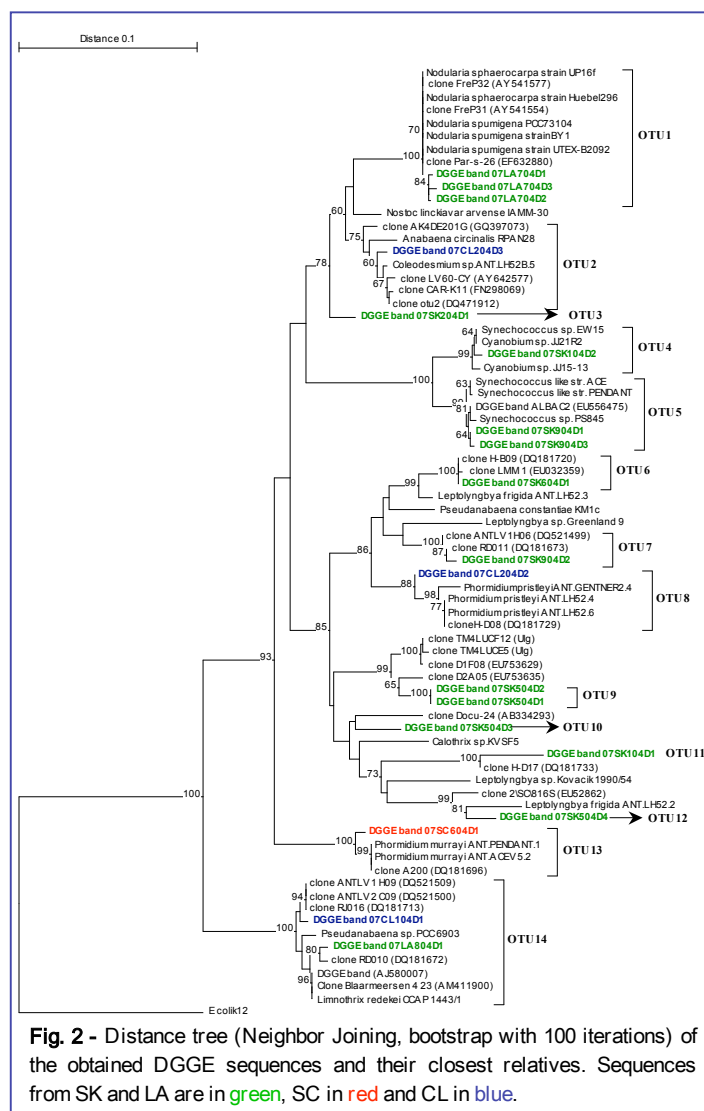 Distance 0.1
Nodularia sphaerocarpa strain UP16f
clone FreP32 (AY541577)
Nodularia sphaerocarpa strain Huebel296
clone FreP31 (AY541554)
70
Nodularia spumigena PCC73104
Nodularia spumigena strainBY1
OTU1
Nodularia spumigena strain UTEX-B2092
100
clone Par-s-26 (EF632880)
DGGE band 07LA704D1
84
DGGE band 07LA704D3
DGGE band 07LA704D2
60
Nostoc linckiavar arvense IAMM-30
clone AK4DE201G (GQ397073)
75
Anabaena circinalis RPAN28
DGGE band 07CL204D3
OTU2
60
Coleodesmium sp.ANT.LH52B.5
78
clone LV60-CY (AY642577)
67
clone CAR-K11 (FN298069)
clone otu2 (DQ471912)
DGGE band 07SK204D1
OTU3
64
Synechococcus sp.EW15
Cyanobium sp.JJ21R2
OTU4
99
DGGE band 07SK104D2
Cyanobium sp.JJ15-13
100
63
Synechococcus like str.ACE
Synechococcus like str.PENDANT
81
DGGE band ALBAC2 (EU556475)
OTU5
Synechococcus sp.PS845
64
DGGE band 07SK904D1
DGGE band 07SK904D3
clone H-B09 (DQ181720)
100
clone LMM1 (EU032359)
OTU6
99
DGGE band 07SK604D1
Leptolyngbya frigida ANT.LH52.3
Pseudanabaena constantiae KM1c
Leptolyngbya sp.Greenland 9
100
clone ANTLV1H06 (DQ521499)
OTU7
87
clone RD011 (DQ181673)
86
DGGE band 07SK904D2
DGGE band 07CL204D2
88
98
Phormidiumpristleyi ANT.GENTNER2.4
Phormidium pristleyi ANT.LH52.4
OTU8
77
Phormidium pristleyi ANT.LH52.6
cloneH-D08 (DQ181729)
85
clone TM4LUCF12 (Ulg)
100
clone TM4LUCE5 (Ulg)
99
clone D1F08 (EU753629)
clone D2A05 (EU753635)
65
DGGE band 07SK504D2
100
OTU9
DGGE band 07SK504D1
93
clone Docu-24 (AB334293)
DGGE band 07SK504D3
OTU10
Calothrix sp.KVSF5
DGGE band 07SK104D1
OTU11
100
clone H-D17 (DQ181733)
73
Leptolyngbya sp.Kovacik1990/54
clone 2\SC816S (EU52862)
99
Leptolyngbya frigida ANT.LH52.2
81
DGGE band 07SK504D4
OTU12
100
DGGE band 07SC604D1
100
Phormidium murrayi ANT.PENDANT.1
99
Phormidium murrayi ANT.ACEV5.2
OTU13
clone A200 (DQ181696)
clone ANTLV1H09 (DQ521509)
94
clone ANTLV2C09 (DQ521500)
clone RJ016 (DQ181713)
DGGE band 07CL104D1
100
Pseudanabaena sp.PCC6903
80
DGGE band 07LA804D1
OTU14
clone RD010 (DQ181672)
96
DGGE band (AJ580007)
Clone Blaarmeersen 4 23 (AM411900)
Limnothrix redekei CCAP 1443/1
E colik12
Fig. 2 - Distance tree (Neighbor Joining, bootstrap with 100 iterations) of
the obtained DGGE sequences and their closest relatives. Sequences
from SK and LA are in green, SC in red and CL in blue.